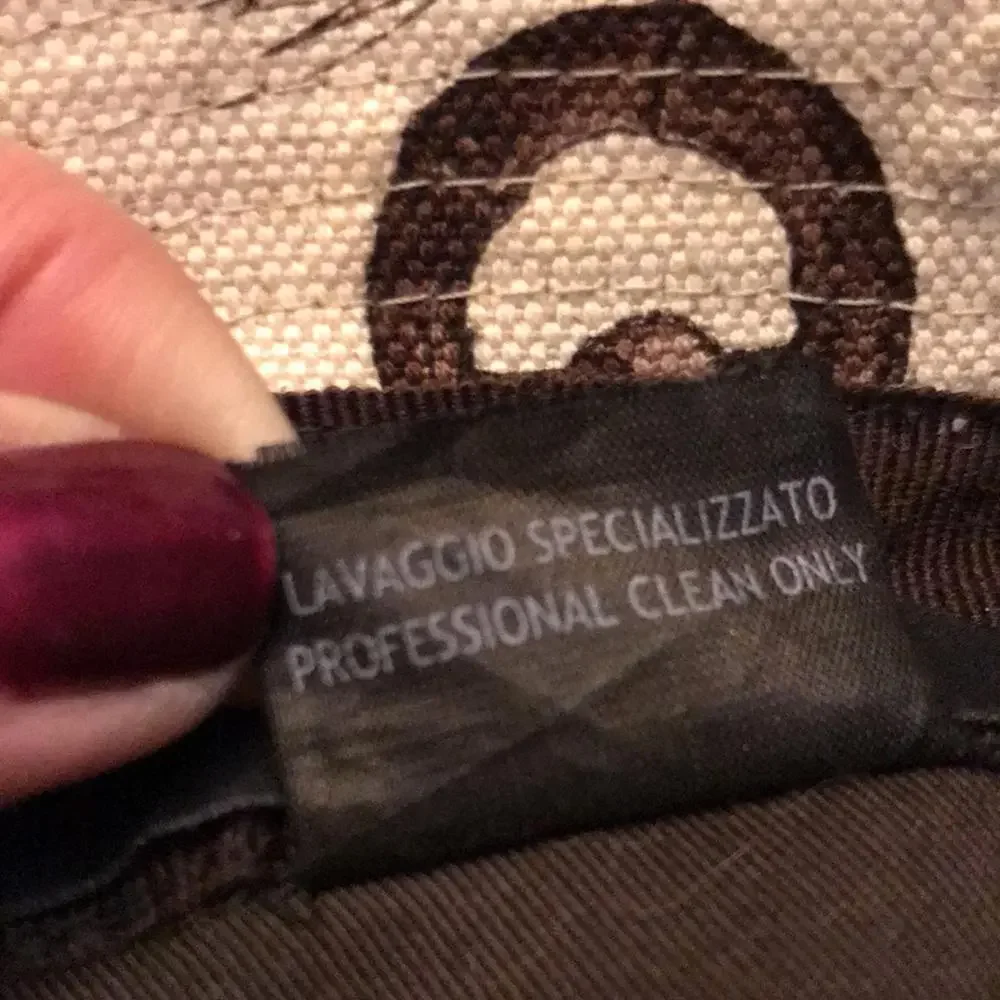 LAVAGGIO SPECIALIZZATO
PROFESSIONAL CLEAN ONLY